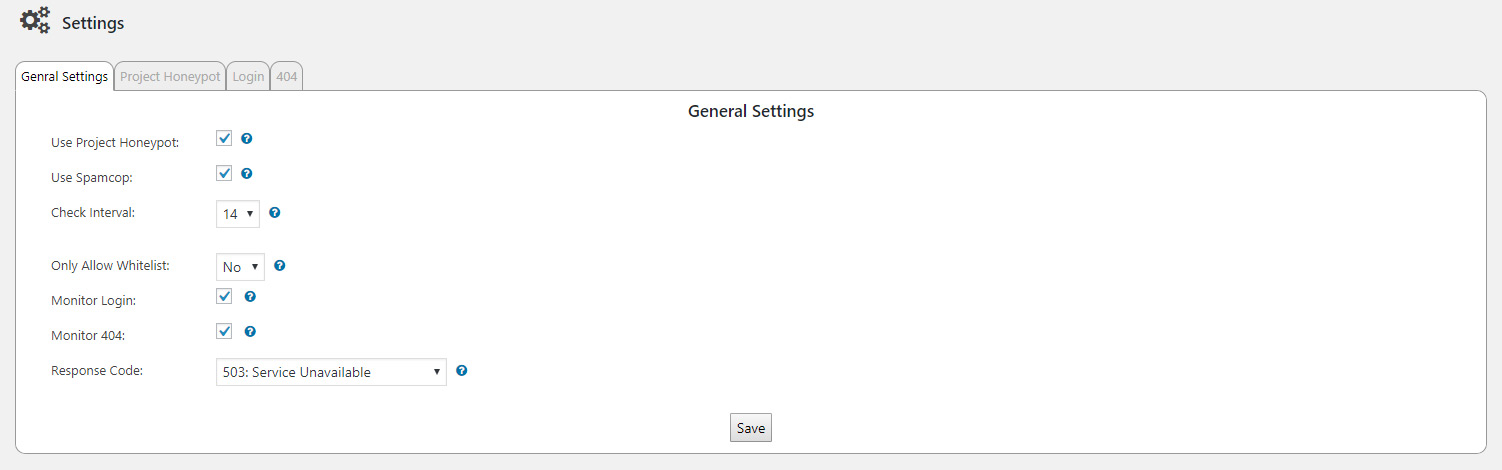 Settings
Genral Settings Project Honeypot Login 404
General Settings
Use Project Honeypot:
Use Spamcop:
Check Interval: 14
Only Allow Whitelist: No
Monitor Login:
Monitor 404:
Response Code: 503: Service Unavailable
Save